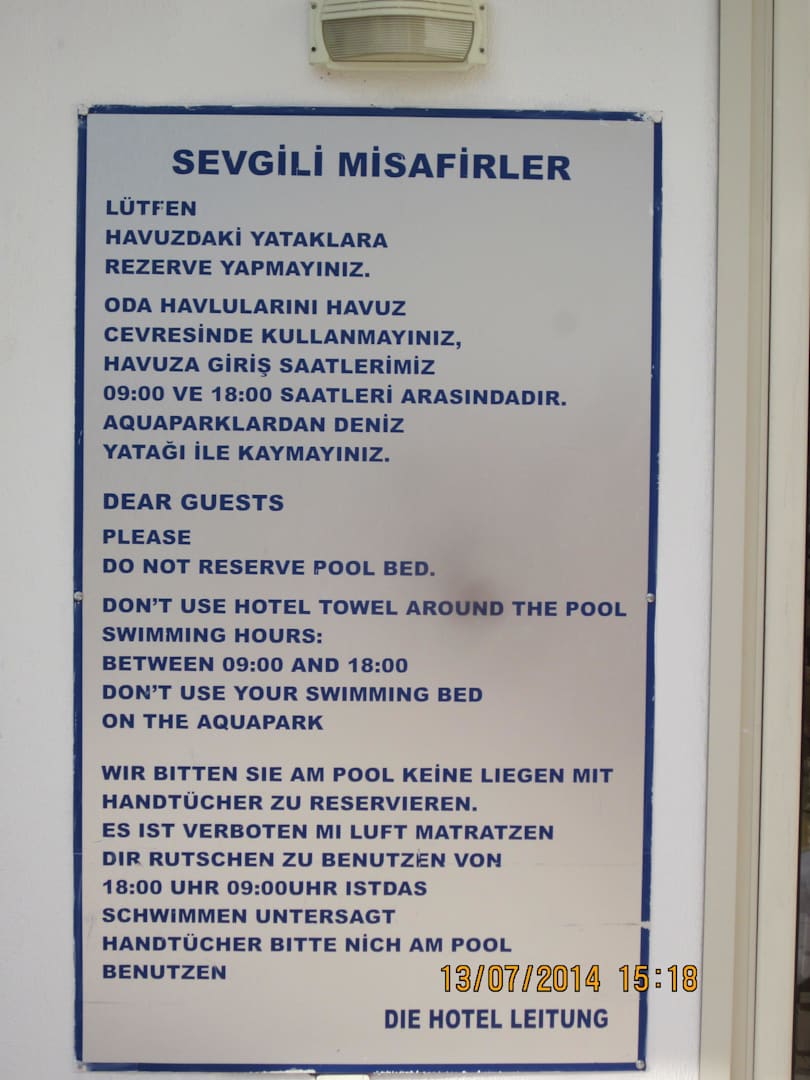 SEVGİLİ MİSAFİRLER
LÜTFEN
HAVUZDAKİ YATAKLARA
REZERVE YAPMAYINIZ.
ODA HAVLULARINI HAVUZ
CEVRESİNDE KULLANMAYINIZ,
HAVUZA GİRİŞ SAATLERİMİZ
09:00 VE 18:00 SAATLERİ ARASINDADIR.
AQUAPARKLARDAN DENİZ
YATAĞI İLE KAYMAYINIZ.
DEAR GUESTS
PLEASE
DO NOT RESERVE POOL BED.
DON'T USE HOTEL TOWEL AROUND THE POOL
SWIMMING HOURS:
BETWEEN 09:00 AND 18:00
DON'T USE YOUR SWIMMING BED
ON THE AQUAPARK
WIR BITTEN SIE AM POOL KEİNE LIEGEN MIT
HANDTÜCHER ZU RESERVIEREN.
ES IST VERBOTEN MI LUFT MATRATZEN
DIR RUTSCHEN ZU BENUTZEN VON
18:00 UHR 09:00UHR ISTDAS
SCHWIMMEN UNTERSAGT
HANDTÜCHER BITTE NİCH AM POOL
BENUTZEN
DIE HOTEL LEITUNG
13/07/2014 15:18